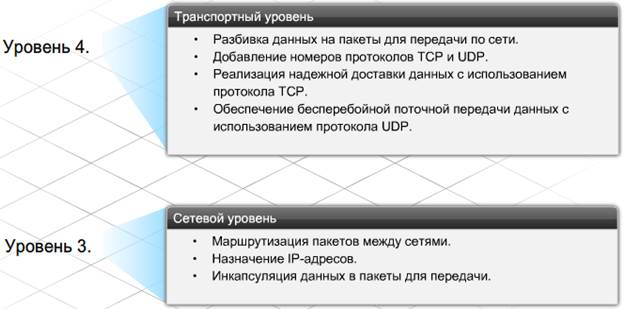 Транспортный уровень
Уровень 4.
• Разбивка данных на пакеты для передачи по сети.
• Добавление номеров протоколов TCP и UDP.
• Реализация надежной доставки данных с использованием
протокола TCP.
• Обеспечение бесперебойной поточной передачи данных с
использованием протокола UDP.
Сетевой уровень
Уровень 3.
• Маршрутизация пакетов между сетями.
• Назначение IP-адресов.
• Инкапсуляция данных в пакеты для передачи.